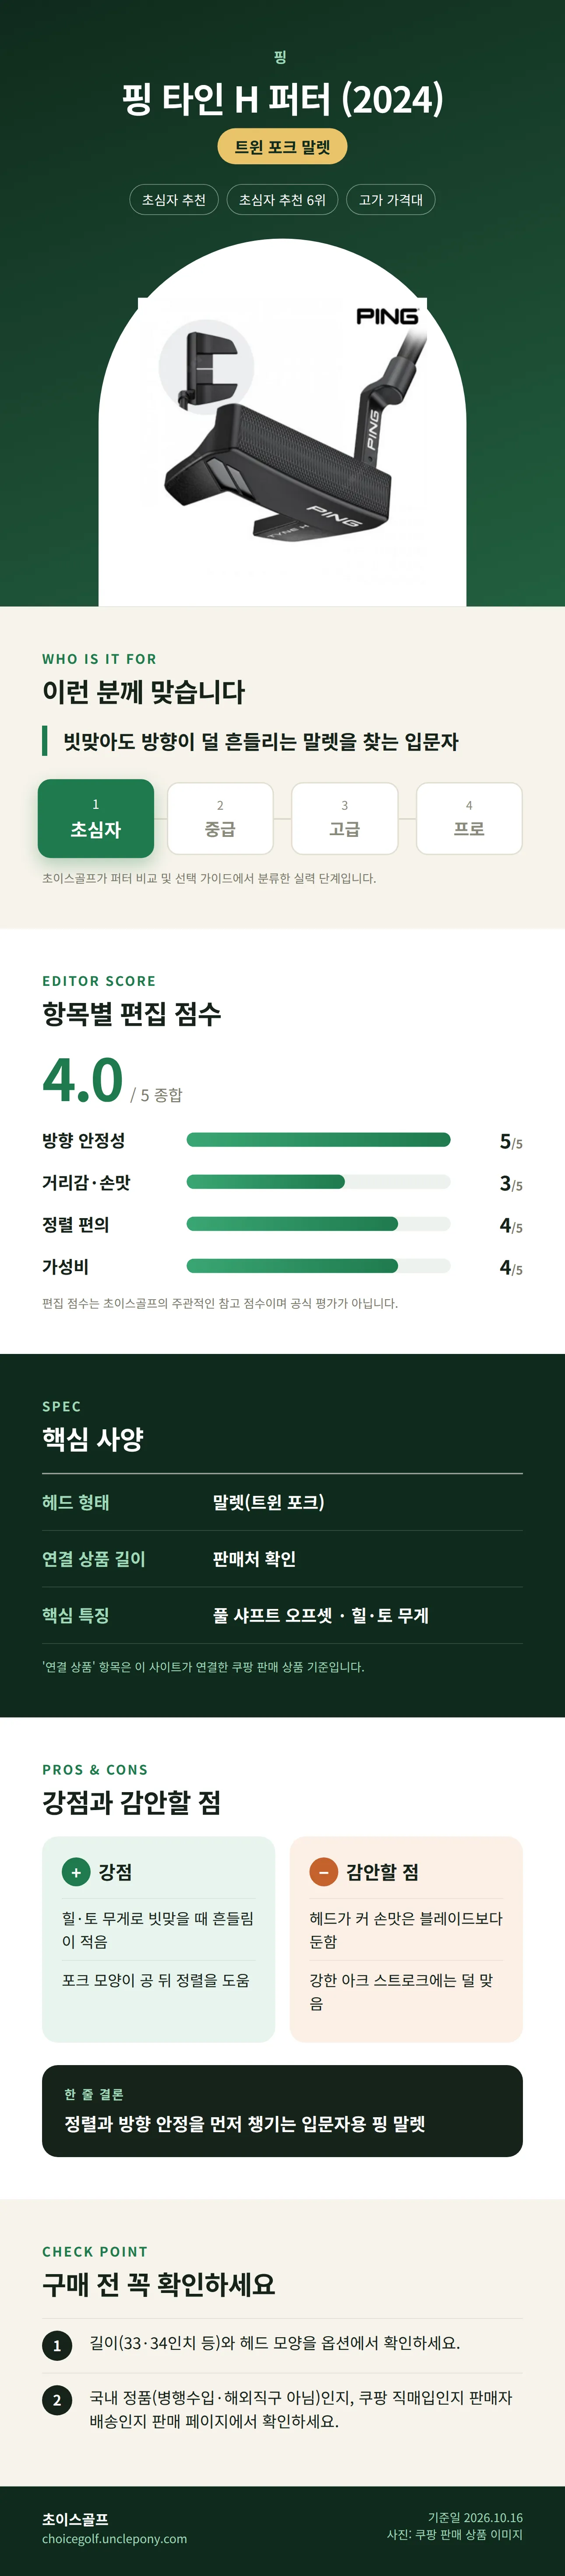 핑
핑 타인 H 퍼터 (2024)
트윈 포크 말렛
초심자 추천
초심자 추천 6위
고가 가격대
PING
PING
PING
TYNE H
WHO IS IT FOR
이런 분께 맞습니다
빗맞아도 방향이 덜 흔들리는 말렛을 찾는 입문자
1
초심자
2
중급
3
고급
4
프로
초이스골프가 퍼터 비교 및 선택 가이드에서 분류한 실력 단계입니다.
EDITOR SCORE
항목별 편집 점수
4.0 / 5 종합
방향 안정성 5/5
거리감·손맛 3/5
정렬 편의 4/5
가성비 4/5
편집 점수는 초이스골프의 주관적인 참고 점수이며 공식 평가가 아닙니다.
SPEC
핵심 사양
헤드 형태 말렛(트윈 포크)
연결 상품 길이 판매처 확인
핵심 특징 풀 샤프트 오프셋 · 힐·토 무게
'연결 상품' 항목은 이 사이트가 연결한 쿠팡 판매 상품 기준입니다.
PROS & CONS
강점과 감안할 점
+ 강점
힐·토 무게로 빗맞을 때 흔들림
이 적음
포크 모양이 공 뒤 정렬을 도움
− 감안할 점
헤드가 커 손맛은 블레이드보다
둔함
강한 아크 스트로크에는 덜 맞
음
한 줄 결론
정렬과 방향 안정을 먼저 챙기는 입문자용 핑 말렛
CHECK POINT
구매 전 꼭 확인하세요
1 길이(33·34인치 등)와 헤드 모양을 옵션에서 확인하세요.
2 국내 정품(병행수입·해외직구 아님)인지, 쿠팡 직매입인지 판매자
배송인지 판매 페이지에서 확인하세요.
초이스골프
choicegolf.unclepony.com
기준일 2026.10.16
사진: 쿠팡 판매 상품 이미지